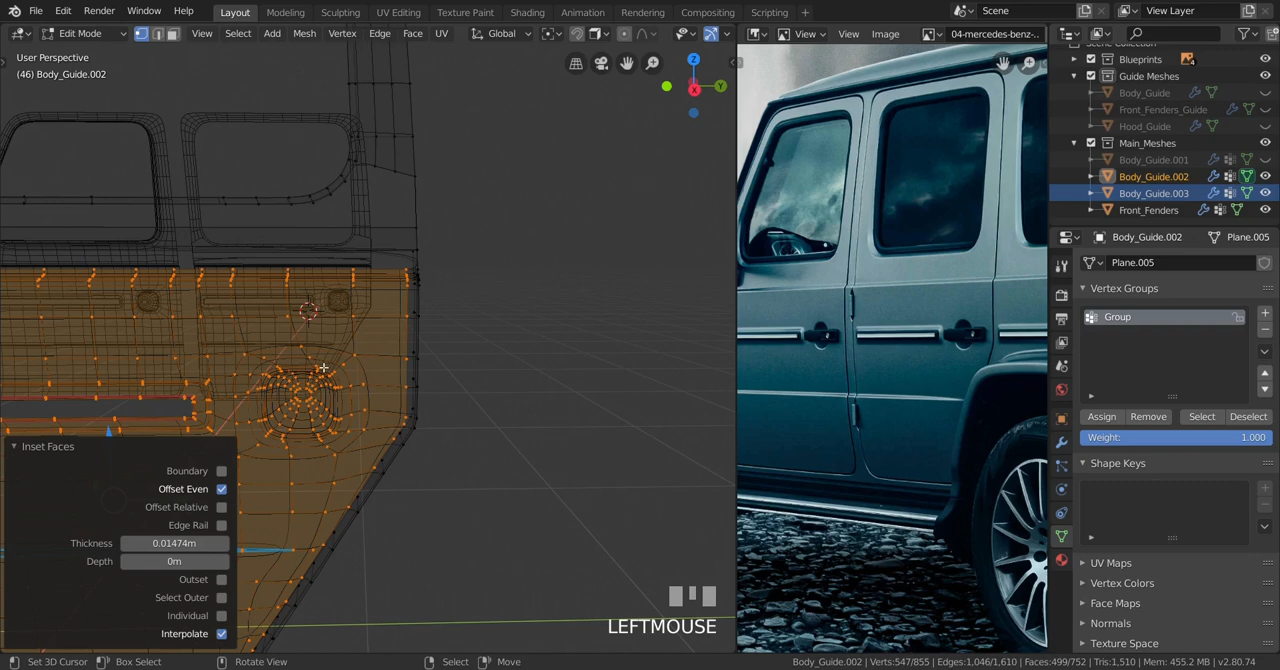 File Edit Render Window Help Layout Modeling Sculpting UV Editing Texture Paint Shading Animation Rendering Compositing Scripting + Scene View Layer
Edit Mode View Select Add Mesh Vertex Edge Face UV Global View View Image 04-mercedes-benz-...
User Perspective
(46) Body_Guide.002
Z
Y
X
Scene Collection
Blueprints 4
Guide Meshes
Body_Guide
Front_Fenders_Guide
Hood_Guide
Main_Meshes
Body_Guide.001
Body_Guide.002
Body_Guide.003
Front_Fenders
Body_Guide.002 Plane.005
Plane.005
Vertex Groups
Group
Assign Remove Select Deselect
Weight: 1.000
Shape Keys
UV Maps
Vertex Colors
Face Maps
Normals
Texture Space
Inset Faces
Boundary
Offset Even
Offset Relative
Edge Rail
Thickness 0.01474m
Depth 0m
Outset
Select Outer
Individual
Interpolate
LEFTMOUSE
Set 3D Cursor Box Select Rotate View Select Move Body_Guide.002 | Verts:547/855 | Edges:1,046/1,610 | Faces:499/752 | Tris:1,510 | Mem: 455.2 MB | v2.80.74